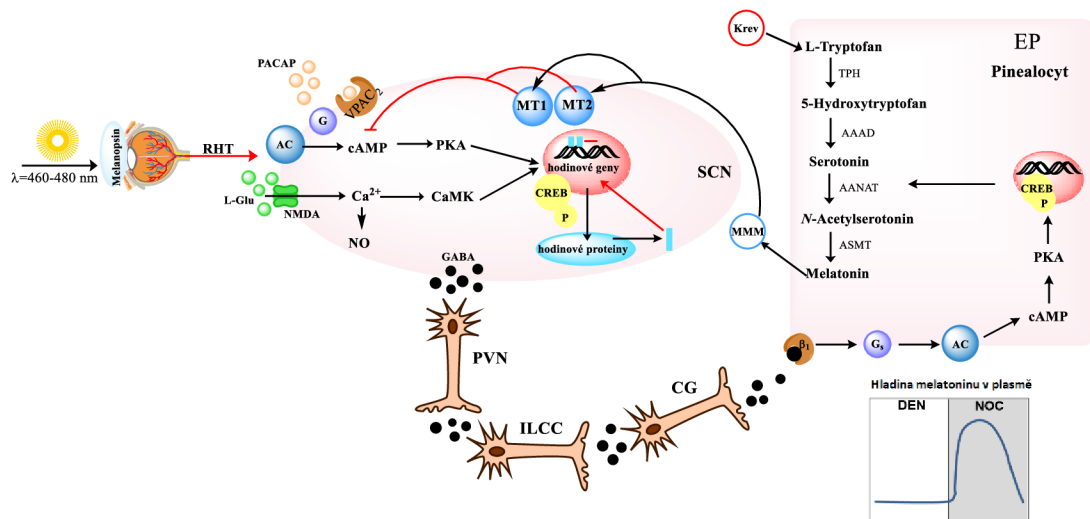 λ=460-480 nm
Melanopsin
RHT
PACAP
G
VPAC2
AC
cAMP
PKA
L-Glu
NMDA
Ca2+
CaMK
NO
MT1
MT2
hodinové geny
CREB
P
hodinové proteiny
SCN
MMM
GABA
PVN
ILCC
CG
Krev
EP
Pinealocyt
L-Tryptofan
TPH
5-Hydroxytryptofan
AAAD
Serotonin
AANAT
N-Acetylserotonin
ASMT
Melatonin
CREB
P
PKA
cAMP
β1
Gs
AC
Hladina melatoninu v plasmě
DEN
NOC